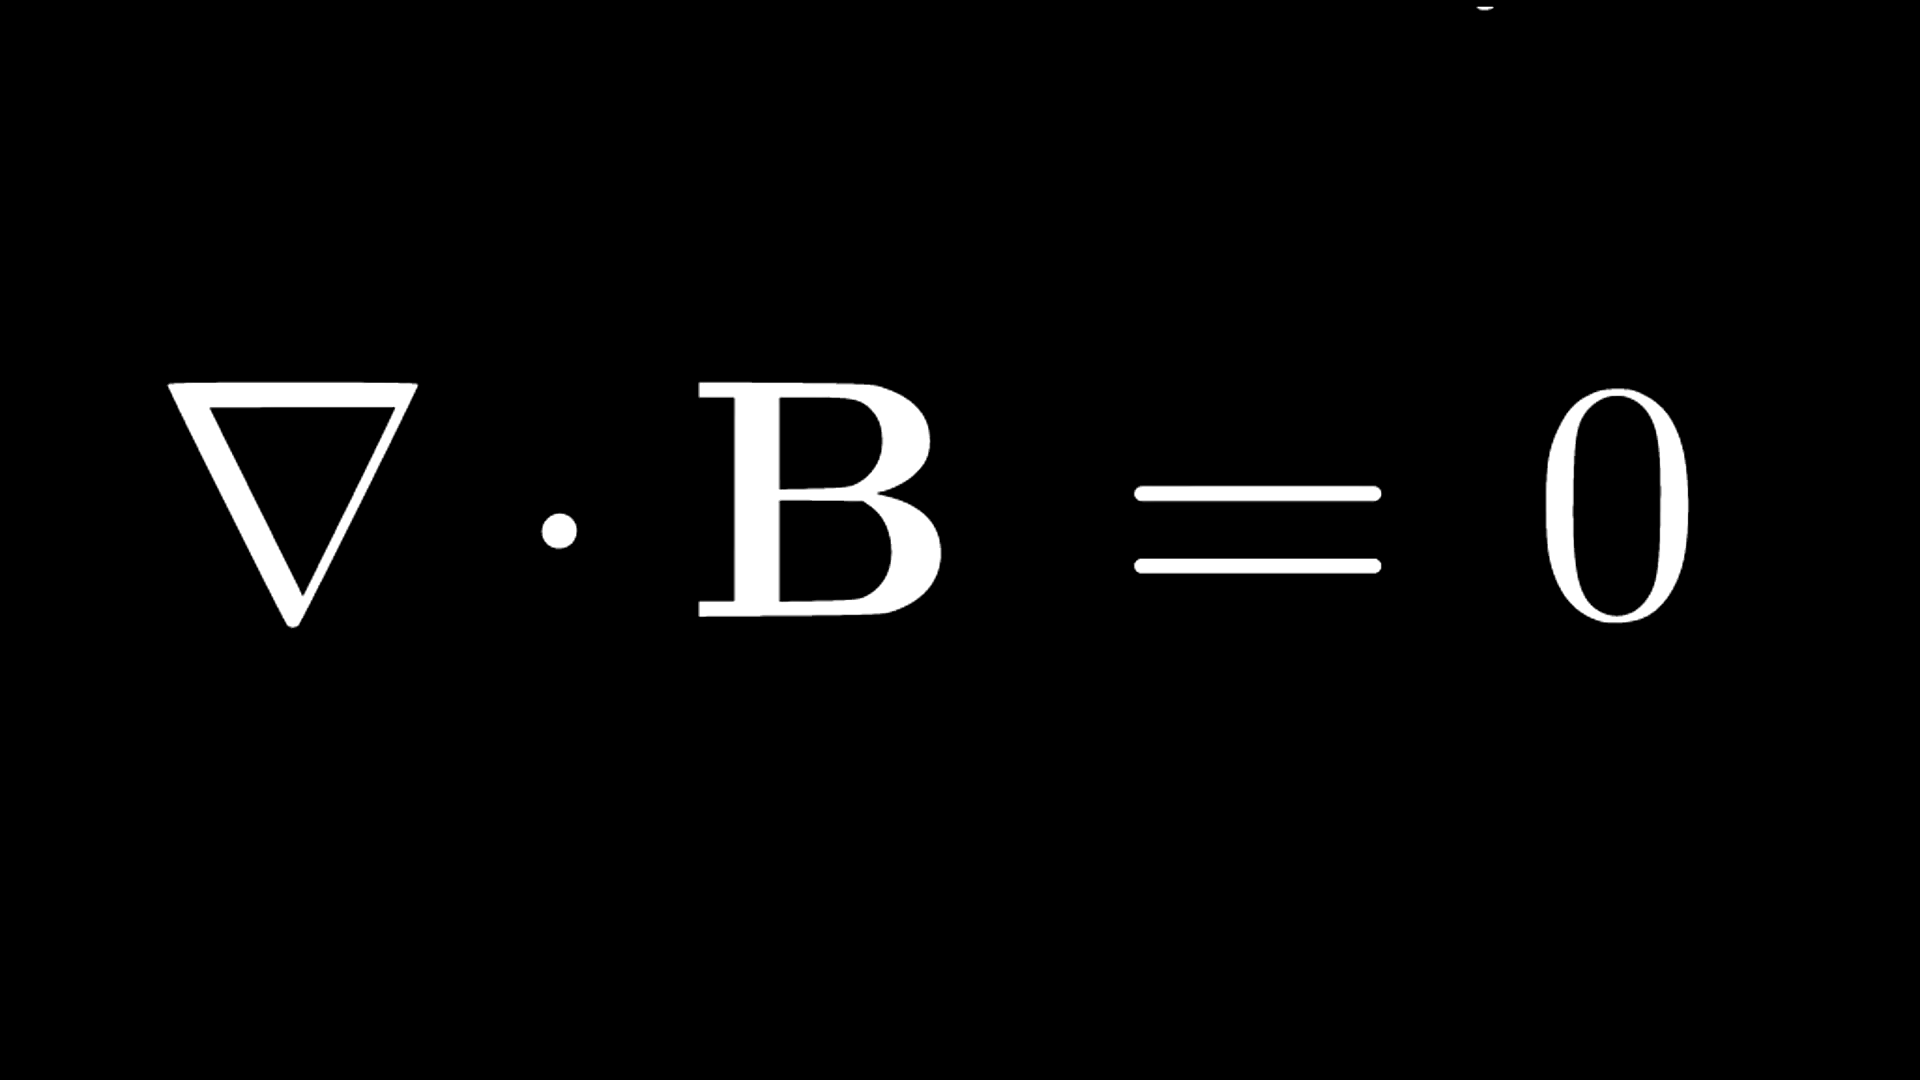 ∇ · B = 0